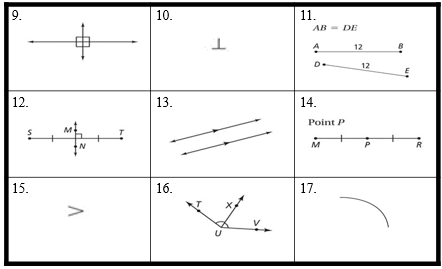 9.
10.
11.
AB = DE
A 12 B
D 12 E
12.
S M N T
13.
14.
Point P
M P R
15.
>
16.
T X V
U
17.